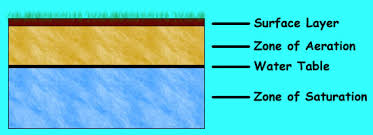 Surface Layer
Zone of Aeration
Water Table
Zone of Saturation